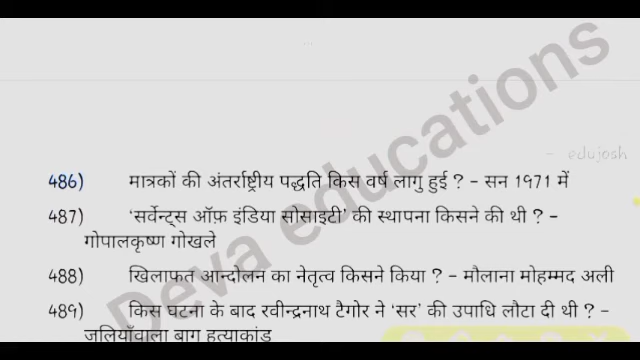 ...
Deva educations
- edujosh
486) मात्रकों की अंतर्राष्ट्रीय पद्धति किस वर्ष लागु हुई ? - सन 1971 में
487) 'सर्वेन्ट्स ऑफ़ इंडिया सोसाइटी' की स्थापना किसने की थी ? -
गोपालकृष्ण गोखले
488) खिलाफत आन्दोलन का नेतृत्व किसने किया ? - मौलाना मोहम्मद अली
489) किस घटना के बाद रवीन्द्रनाथ टैगोर ने 'सर' की उपाधि लौटा दी थी ? -
जलियाँवाला बाग हत्याकांड